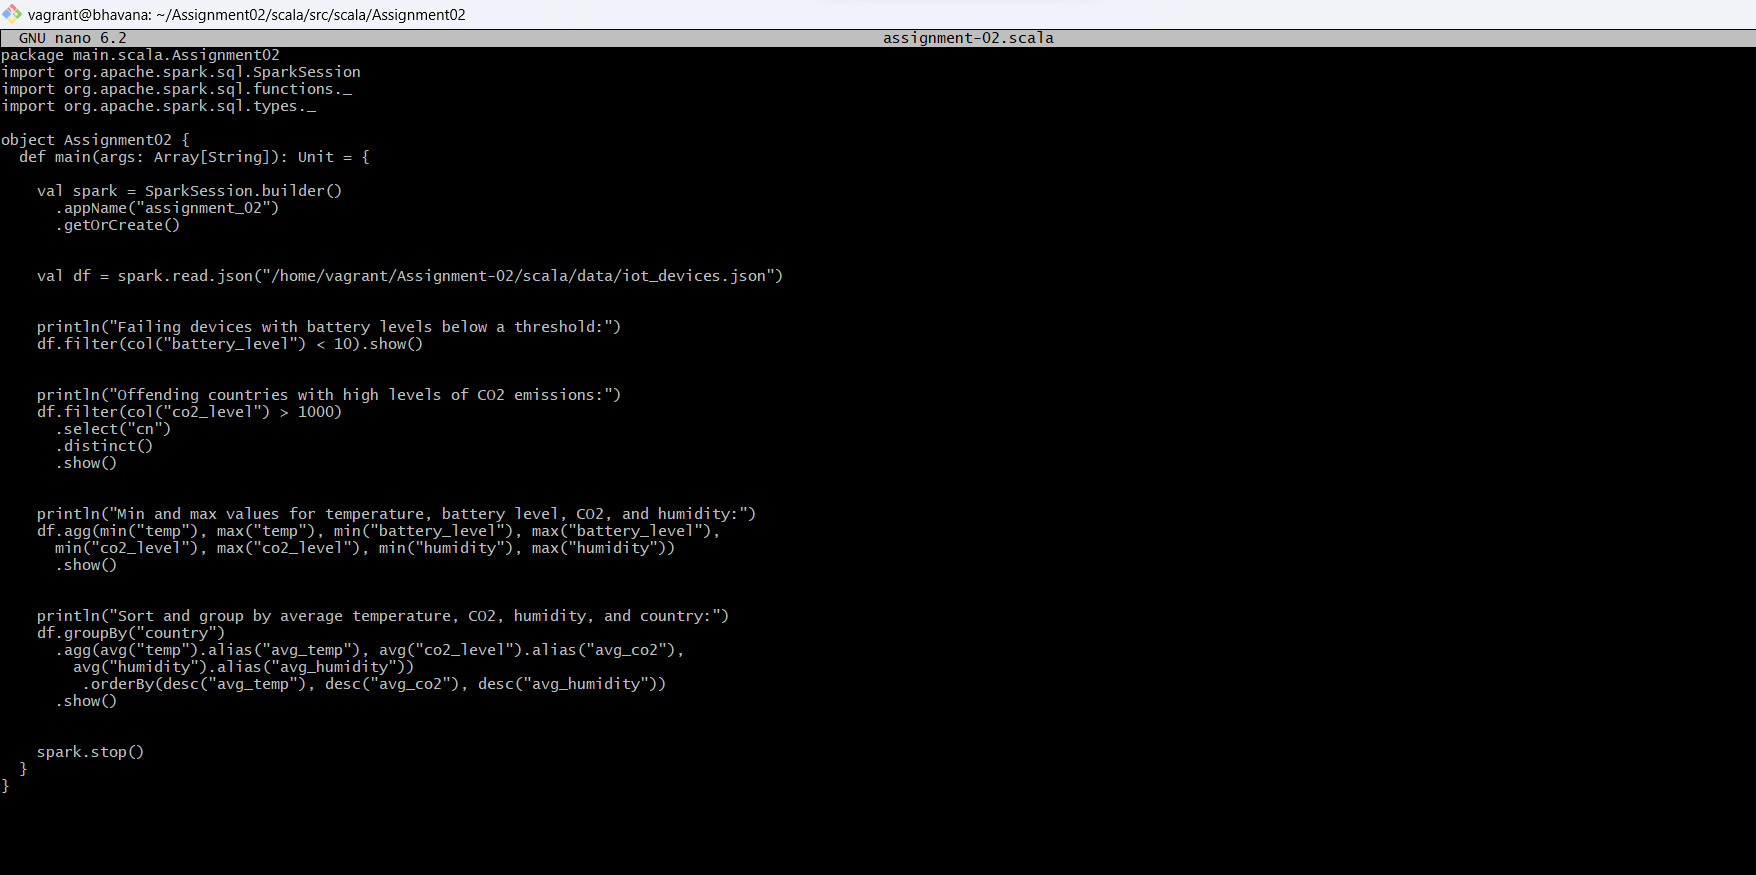 vagrant@bhavana: ~/Assignment02/scala/src/scala/Assignment02
GNU nano 6.2 assignment-02.scala
package main.scala.Assignment02
import org.apache.spark.sql.SparkSession
import org.apache.spark.sql.functions._
import org.apache.spark.sql.types._
object Assignment02 {
  def main(args: Array[String]): Unit = {
    val spark = SparkSession.builder()
      .appName("assignment_02")
      .getOrCreate()
    val df = spark.read.json("/home/vagrant/Assignment-02/scala/data/iot_devices.json")
    println("Failing devices with battery levels below a threshold:")
    df.filter(col("battery_level") < 10).show()
    println("Offending countries with high levels of CO2 emissions:")
    df.filter(col("co2_level") > 1000)
      .select("cn")
      .distinct()
      .show()
    println("Min and max values for temperature, battery level, CO2, and humidity:")
    df.agg(min("temp"), max("temp"), min("battery_level"), max("battery_level"),
      min("co2_level"), max("co2_level"), min("humidity"), max("humidity"))
      .show()
    println("Sort and group by average temperature, CO2, humidity, and country:")
    df.groupBy("country")
      .agg(avg("temp").alias("avg_temp"), avg("co2_level").alias("avg_co2"),
        avg("humidity").alias("avg_humidity"))
         .orderBy(desc("avg_temp"), desc("avg_co2"), desc("avg_humidity"))
      .show()
    spark.stop()
  }
}